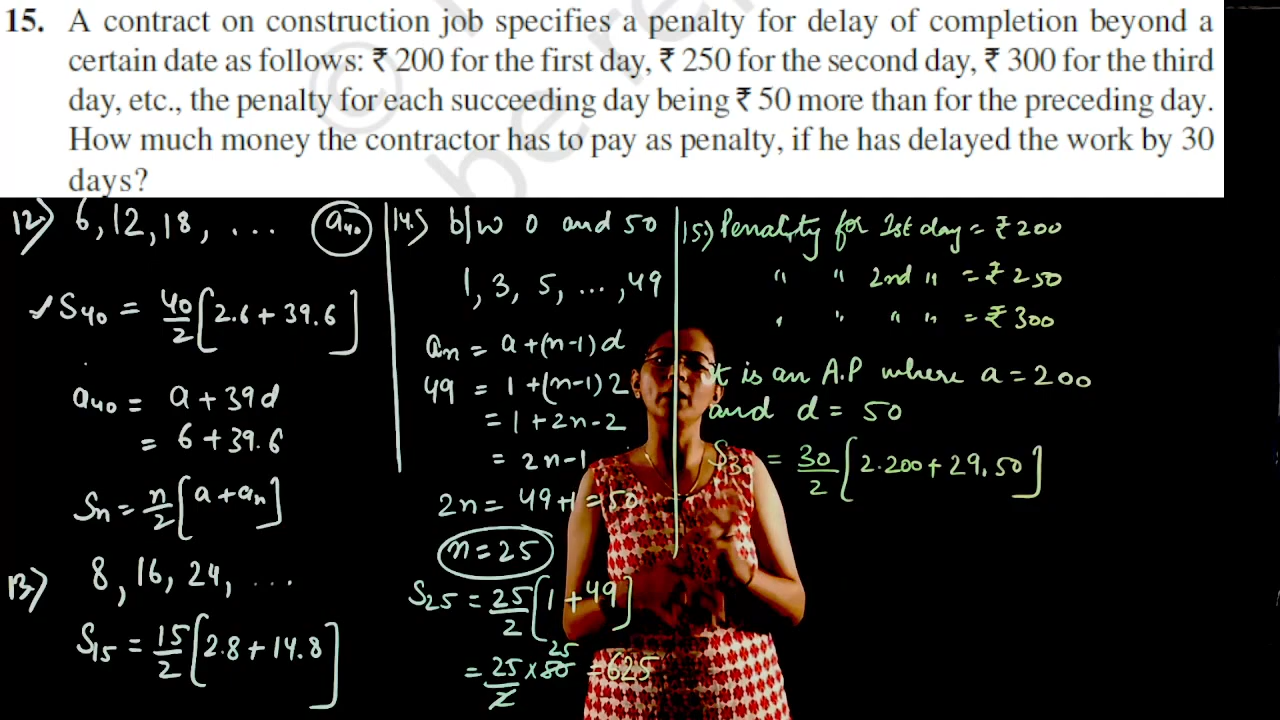 15. A contract on construction job specifies a penalty for delay of completion beyond a
certain date as follows: ₹ 200 for the first day, ₹ 250 for the second day, ₹ 300 for the third
day, etc., the penalty for each succeeding day being ₹ 50 more than for the preceding day.
How much money the contractor has to pay as penalty, if he has delayed the work by 30
days?
12) 6, 12, 18, ... a₄₀
S₄₀ = 40/2 [2.6 + 39.6]
a₄₀ = a + 39d
= 6 + 39.6
Sn = n/2 [a + an]
13) 8, 16, 24, ...
S₁₅ = 15/2 [2.8 + 14.8]
14.) b/w 0 and 50
1, 3, 5, ..., 49
an = a + (n-1)d
49 = 1 + (n-1)2
= 1 + 2n - 2
= 2n - 1
2n = 49 + 1 = 50
n = 25
S₂₅ = 25/2 [1 + 49]
= 25/2 × 50 25 = 625
15.) Penality for 1st day = ₹ 200
" " 2nd " = ₹ 250
" " " " = ₹ 300
It is an A.P where a = 200
and d = 50
S₃₀ = 30/2 [2.200 + 29.50]